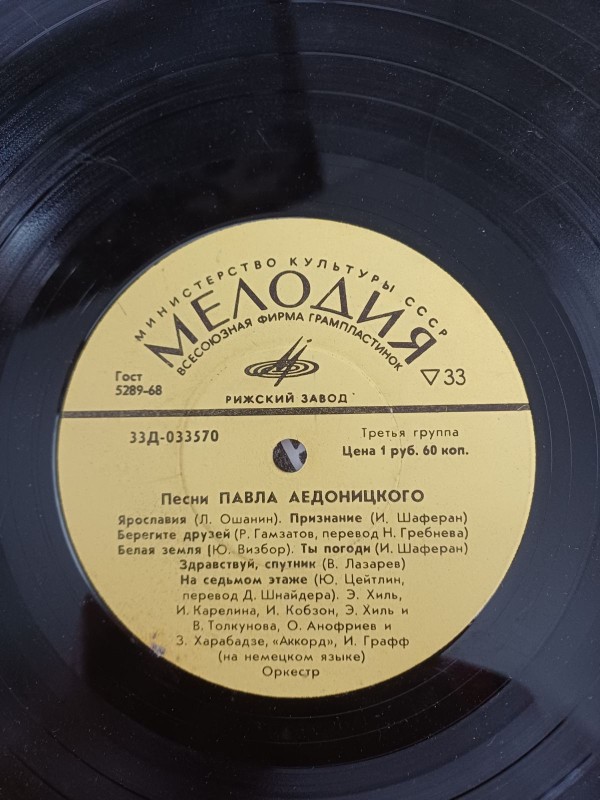 МИНИСТЕРСТВО КУЛЬТУРЫ СССР
МЕЛОДИЯ
ВСЕСОЮЗНАЯ ФИРМА ГРАМПЛАСТИНОК
Гост
5289-68
▽33
РИЖСКИЙ ЗАВОД
33Д-033570
Третья группа
Цена 1 руб. 60 коп.
Песни ПАВЛА АЕДОНИЦКОГО
Ярославия (Л. Ошанин). Признание (И. Шаферан)
Берегите друзей (Р. Гамзатов, перевод Н. Гребнева)
Белая земля (Ю. Визбор). Ты погоди (И. Шаферан)
Здравствуй, спутник (В. Лазарев)
На седьмом этаже (Ю. Цейтлин,
перевод Д. Шнайдера). Э. Хиль,
И. Карелина, И. Кобзон, Э. Хиль и
В. Толкунова, О. Анофриев и
З. Харабадзе, «Аккорд», И. Графф
(на немецком языке)
Оркестр